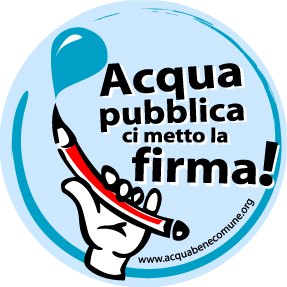 Acqua
pubblica
ci metto la
firma!
www.acquabenecomune.org